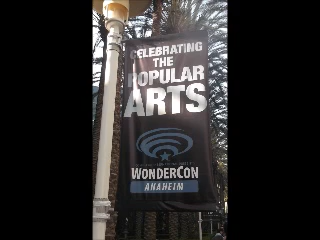 CELEBRATING
THE
POPULAR
ARTS
WONDERCON
ANAHEIM